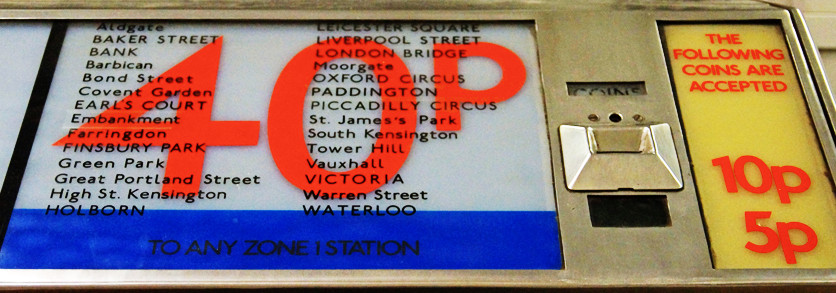 Aldgate
BAKER STREET
BANK
Barbican
Bond Street
Covent Garden
EARL'S COURT
Embankment
Farringdon
FINSBURY PARK
Green Park
Great Portland Street
High St. Kensington
HOLBORN
LEICESTER SQUARE
LIVERPOOL STREET
LONDON BRIDGE
Moorgate
OXFORD CIRCUS
PADDINGTON
PICCADILLY CIRCUS
St. James's Park
South Kensington
Tower Hill
Vauxhall
VICTORIA
Warren Street
WATERLOO
40p
TO ANY ZONE 1 STATION
COINS
THE
FOLLOWING
COINS ARE
ACCEPTED
10p
5p